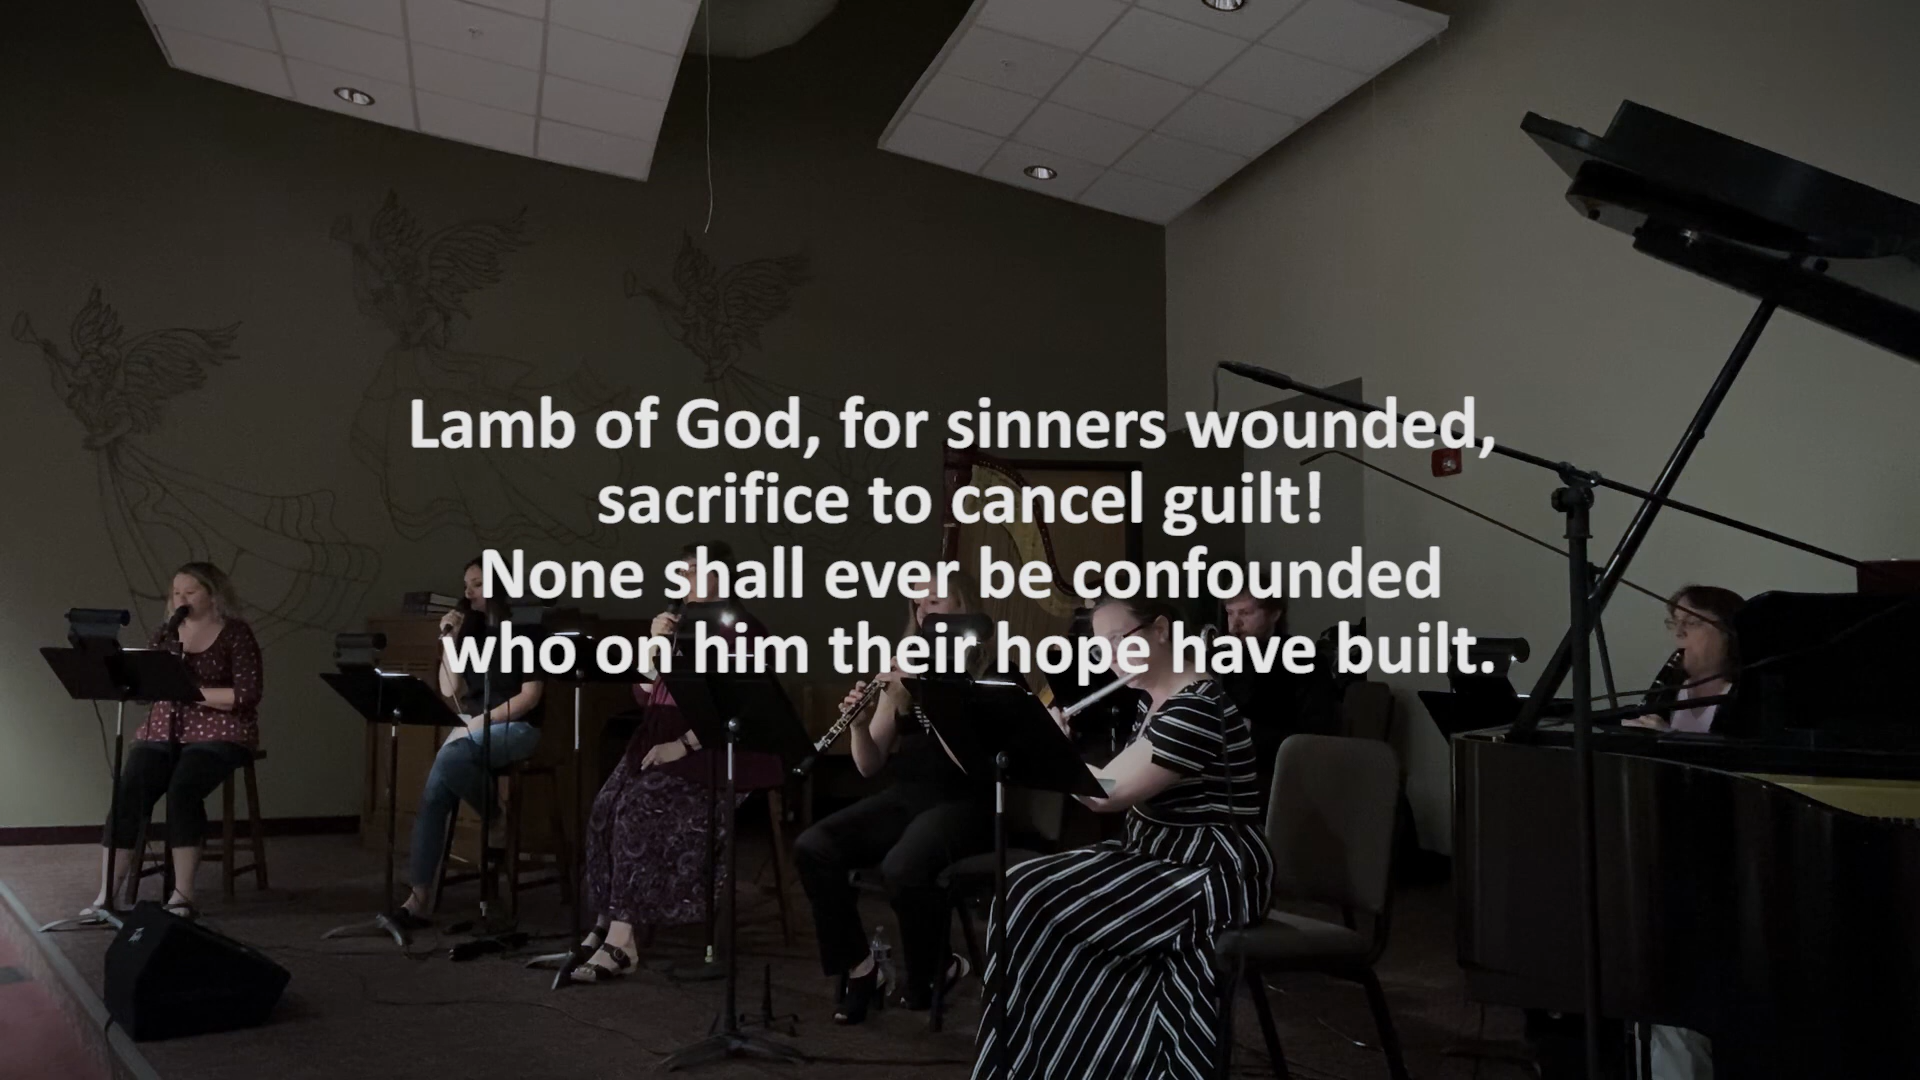 Lamb of God, for sinners wounded,
sacrifice to cancel guilt!
None shall ever be confounded
who on him their hope have built.